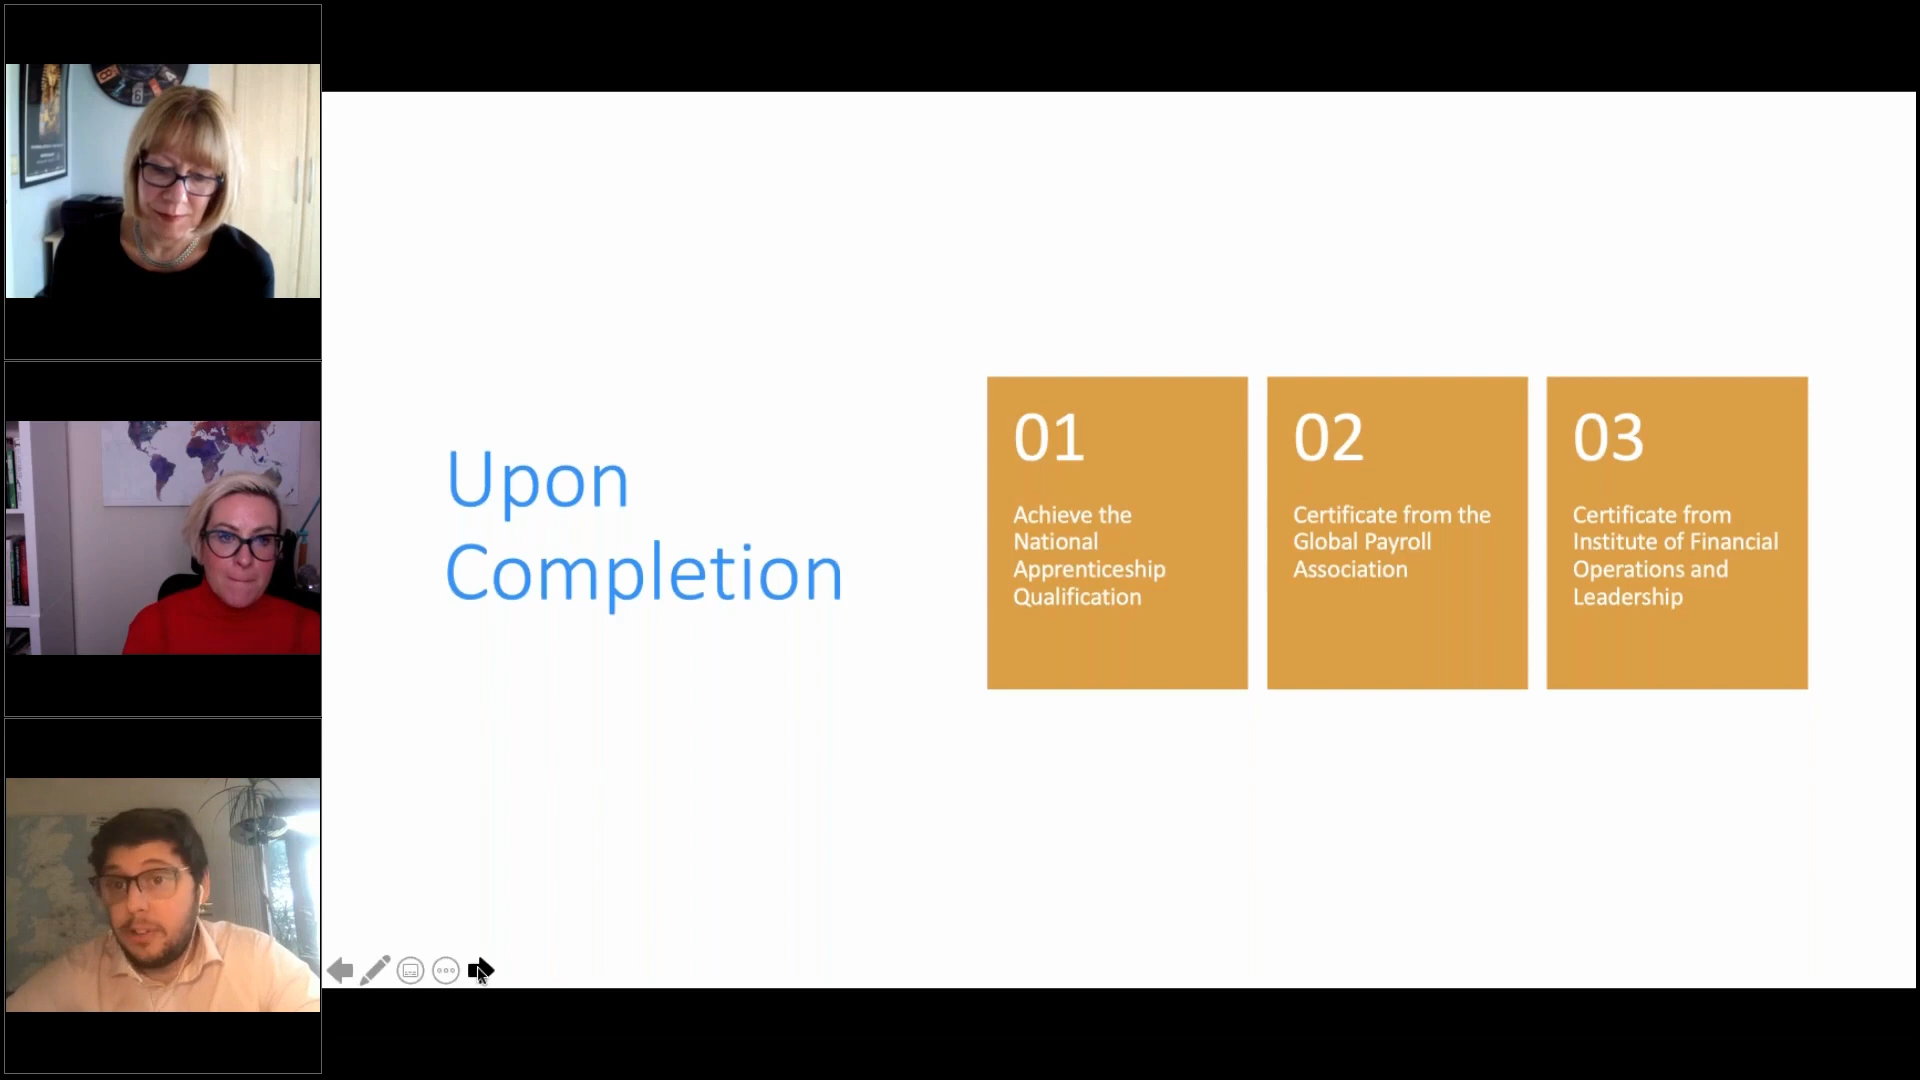 Upon
Completion
01
Achieve the
National
Apprenticeship
Qualification
02
Certificate from the
Global Payroll
Association
03
Certificate from
Institute of Financial
Operations and
Leadership